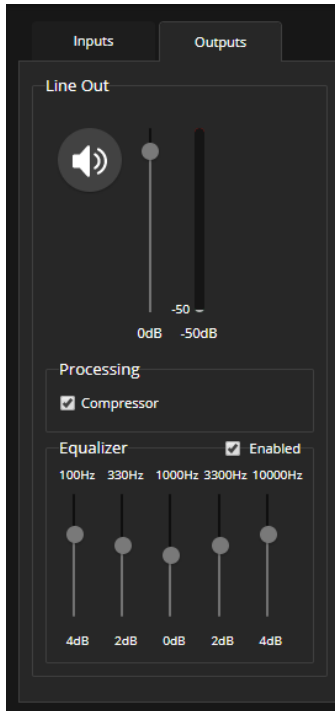 Inputs Outputs
Line Out
-50
0dB -50dB
Processing
Compressor
Equalizer Enabled
100Hz 330Hz 1000Hz 3300Hz 10000Hz
4dB 2dB 0dB 2dB 4dB